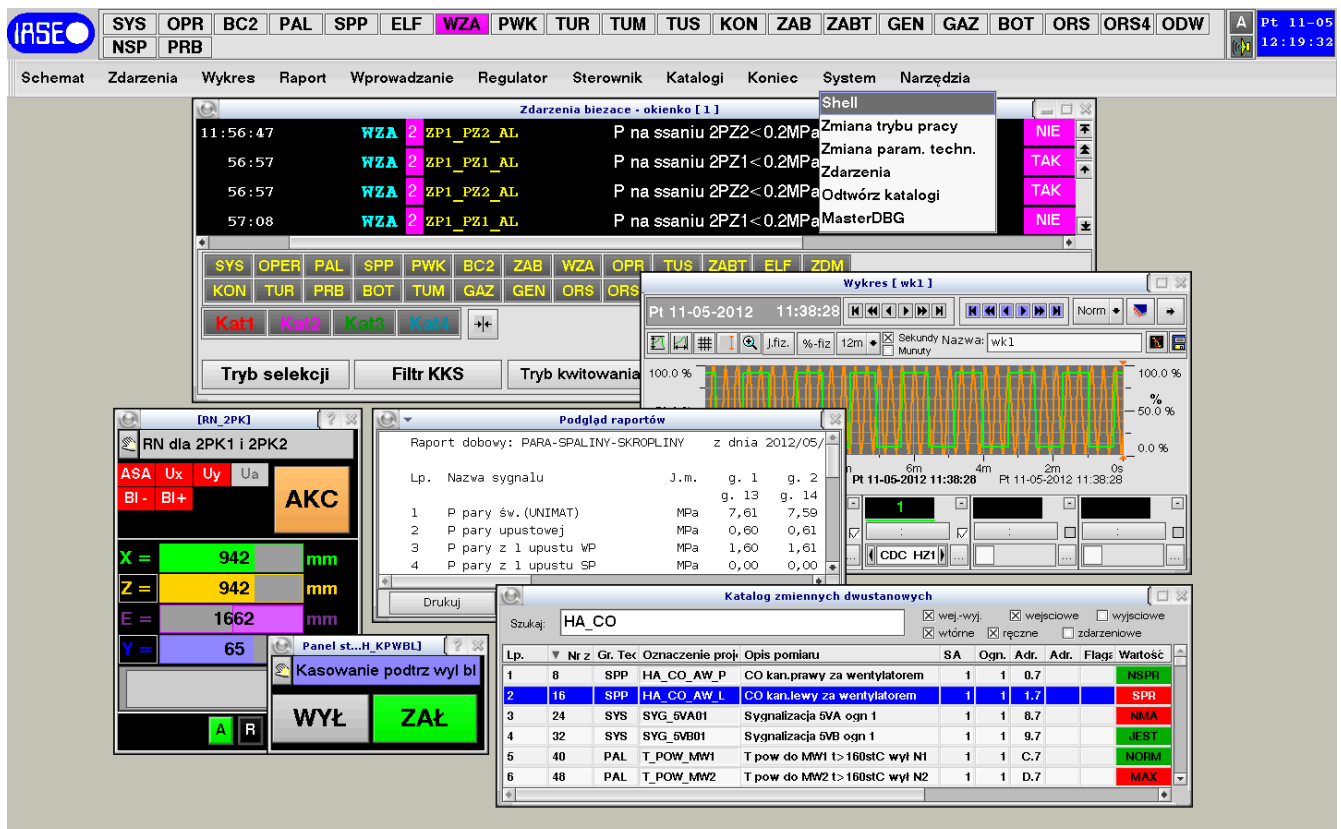 IASE
SYS OPR BC2 PAL SPP ELF WZA PWK TUR TUM TUS KON ZAB ZABT GEN GAZ BOT ORS ORS4 ODW
NSP PRB
A Pt 11-05
12:19:32
Schemat Zdarzenia Wykres Raport Wprowadzanie Regulator Sterownik Katalogi Koniec System Narzędzia
Shell
Zmiana trybu pracy
Zmiana param. techn.
Zdarzenia
Odtwórz katalogi
MasterDBG
Zdarzenia biezace - okienko [ 1 ]
11:56:47 WZA 2 ZP1_PZ2_AL P na ssaniu 2PZ2<0.2MPa NIE
56:57 WZA 2 ZP1_PZ1_AL P na ssaniu 2PZ1<0.2MPa TAK
56:57 WZA 2 ZP1_PZ2_AL P na ssaniu 2PZ2<0.2MPa TAK
57:08 WZA 2 ZP1_PZ1_AL P na ssaniu 2PZ1<0.2MPa NIE
SYS OPER PAL SPP PWK BC2 ZAB WZA OPR TUS ZABT ELF ZDM
KON TUR PRB BOT TUM GAZ GEN ORS ORS
Kat1 Kat2 Kat3 Kat4
Tryb selekcji Filtr KKS Tryb kwitowania
Wykres [ wk1 ]
Pt 11-05-2012 11:38:28 Norm
J.fiz. %-fiz 12m Sekundy Munuty Nazwa: wk1
100.0 % 100.0 %
%
50.0 %
0.0 %
6m 4m 2m 0s
Pt 11-05-2012 11:38:28 Pt 11-05-2012 11:38:28
1
: : :
... CDC HZ1 ... ...
[RN_2PK]
RN dla 2PK1 i 2PK2
ASA Ux Uy Ua
BI - BI+
AKC
X = 942 mm
Z = 942 mm
E = 1662 mm
Y = 65
A R
Podgląd raportów
Raport dobowy: PARA-SPALINY-SKROPLINY z dnia 2012/05/
Lp. Nazwa sygnalu J.m. g. 1 g. 2
g. 13 g. 14
1 P pary św.(UNIMAT) MPa 7,61 7,59
2 P pary upustowej MPa 0,60 0,61
3 P pary z 1 upustu WP MPa 1,60 1,61
4 P pary z 1 upustu SP MPa 0,00 0,00
Drukuj
Panel st...H_KPWBL]
Kasowanie podtrz wył bl
WYŁ ZAŁ
Katalog zmiennych dwustanowych
Szukaj: HA_CO
wej.-wyj. wejsciowe wyjsciowe
wtórne ręczne zdarzeniowe
Lp. Nr z Gr. Tec Oznaczenie proj Opis pomiaru SA Ogn. Adr. Adr. Flaga Wartość
1 8 SPP HA_CO_AW_P CO kan.prawy za wentylatorem 1 1 0.7 NSPR
2 16 SPP HA_CO_AW_L CO kan.lewy za wentylatorem 1 1 1.7 SPR
3 24 SYS SYG_5VA01 Sygnalizacja 5VA ogn 1 1 1 8.7 NMA
4 32 SYS SYG_5VB01 Sygnalizacja 5VB ogn 1 1 1 9.7 JEST
5 40 PAL T_POW_MW1 T pow do MW1 t>160stC wył N1 1 1 C.7 NORM
6 48 PAL T_POW_MW2 T pow do MW2 t>160stC wył N2 1 1 D.7 MAX